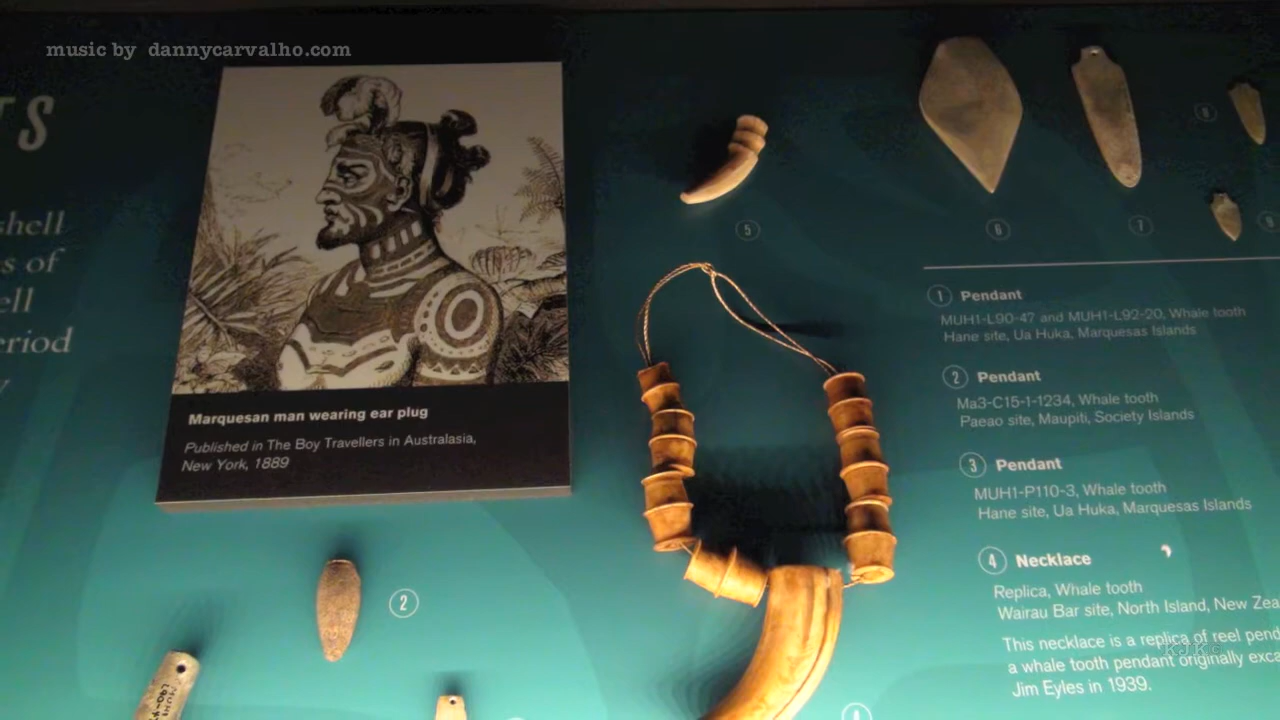 music by dannycarvalho.com
TS
shell
s of
ell
eriod
y
Marquesan man wearing ear plug
Published in The Boy Travellers in Australasia,
New York, 1889
2
5
6
7
8
9
1 Pendant
MUH1-L90-47 and MUH1-L92-20, Whale tooth
Hane site, Ua Huka, Marquesas Islands
2 Pendant
Ma3-C15-1-1234, Whale tooth
Paeao site, Maupiti, Society Islands
3 Pendant
MUH1-P110-3, Whale tooth
Hane site, Ua Huka, Marquesas Islands
4 Necklace
Replica, Whale tooth
Wairau Bar site, North Island, New Zea
This necklace is a replica of reel pend
a whale tooth pendant originally exca
Jim Eyles in 1939.